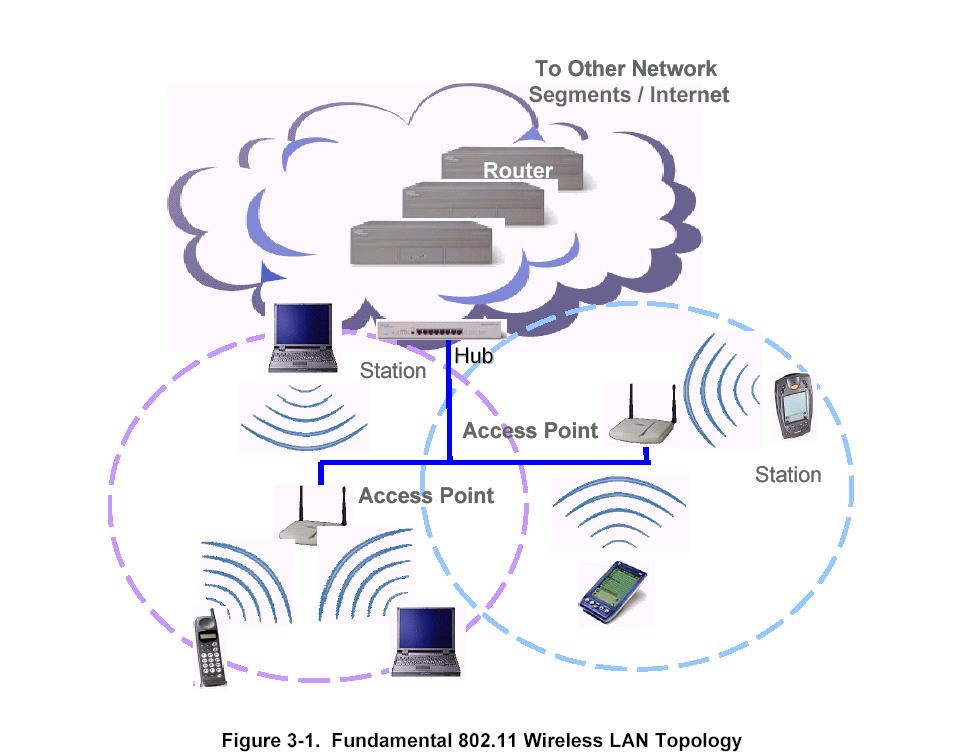 To Other Network
Segments / Internet
Router
Hub
Station
Access Point
Station
Access Point
Figure 3-1.  Fundamental 802.11 Wireless LAN Topology